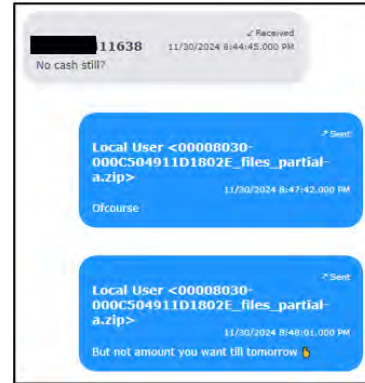 Received
11638 11/30/2024 8:44:45.000 PM
No cash still?
Sent
Local User <00008030-
000C504911D1802E_files_partial-
a.zip>
11/30/2024 8:47:42.000 PM
Ofcourse
Sent
Local User <00008030-
000C504911D1802E_files_partial-
a.zip>
11/30/2024 8:48:01.000 PM
But not amount you want till tomorrow